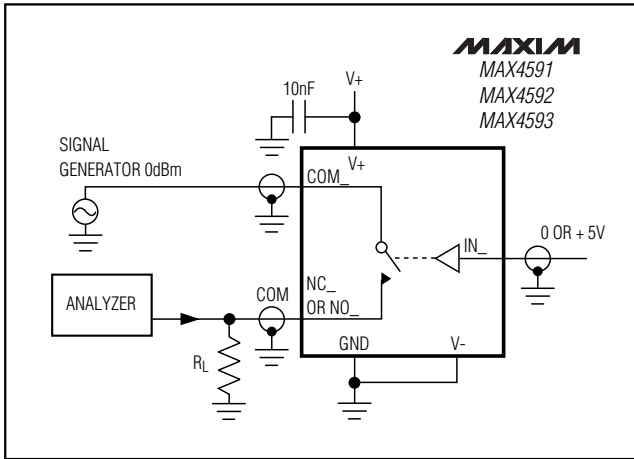 MAXIM
MAX4591
MAX4592
MAX4593
10nF
V+
SIGNAL
GENERATOR 0dBm
V+
COM_
IN_
0 OR + 5V
ANALYZER
COM
NC_
OR NO_
RL
GND
V-